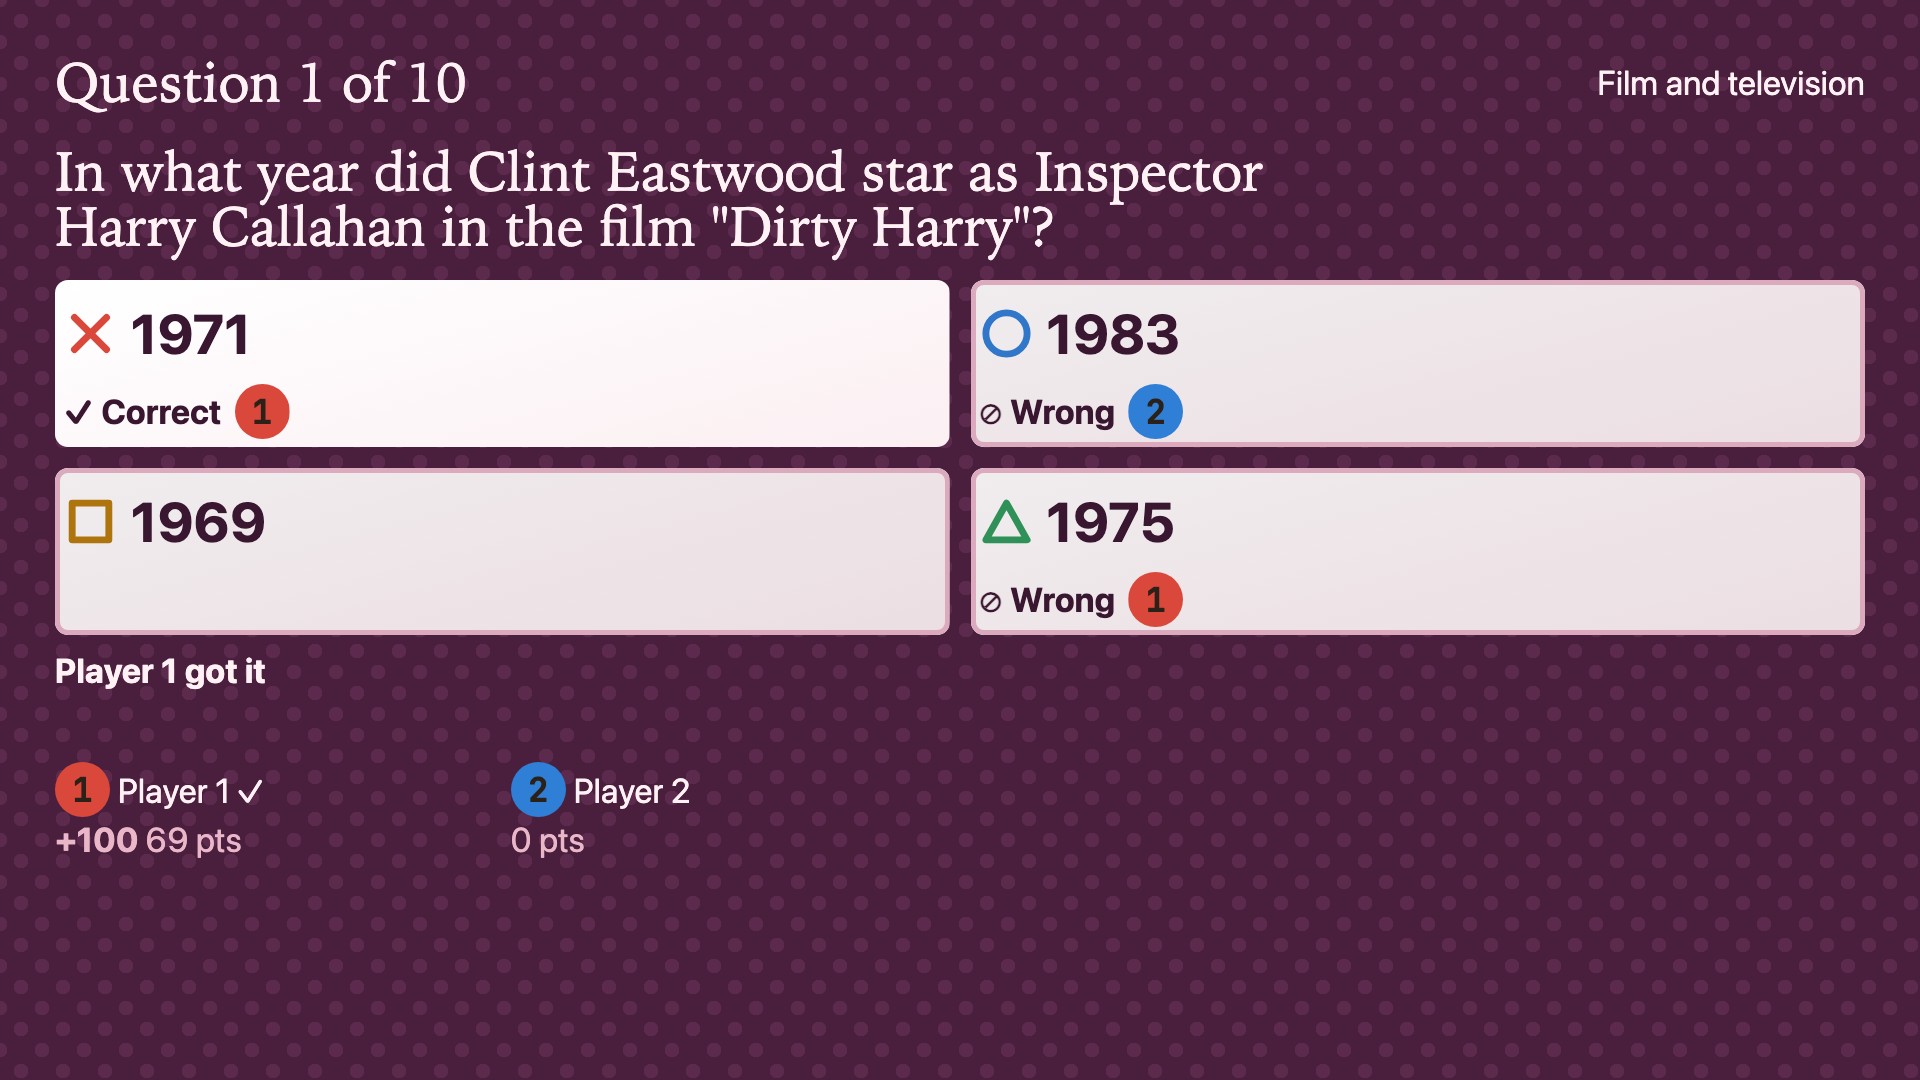 Question 1 of 10
Film and television
In what year did Clint Eastwood star as Inspector
Harry Callahan in the film "Dirty Harry"?
1971
✓ Correct 1
1983
⊘ Wrong 2
1969
1975
⊘ Wrong 1
Player 1 got it
1 Player 1 ✓
+100 69 pts
2 Player 2
0 pts